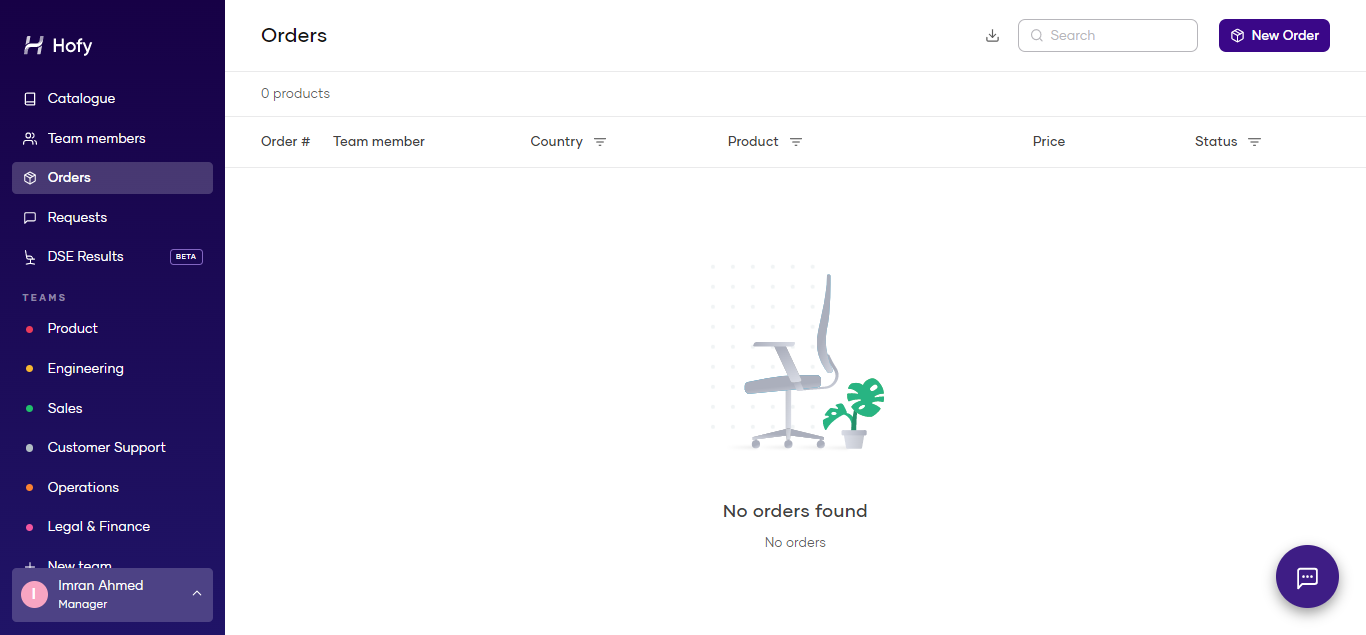 Hofy
Catalogue
Team members
Orders
Requests
DSE Results BETA
TEAMS
Product
Engineering
Sales
Customer Support
Operations
Legal & Finance
New team
I
Imran Ahmed
Manager
Orders
Search
New Order
0 products
Order # Team member Country Product Price Status
No orders found
No orders